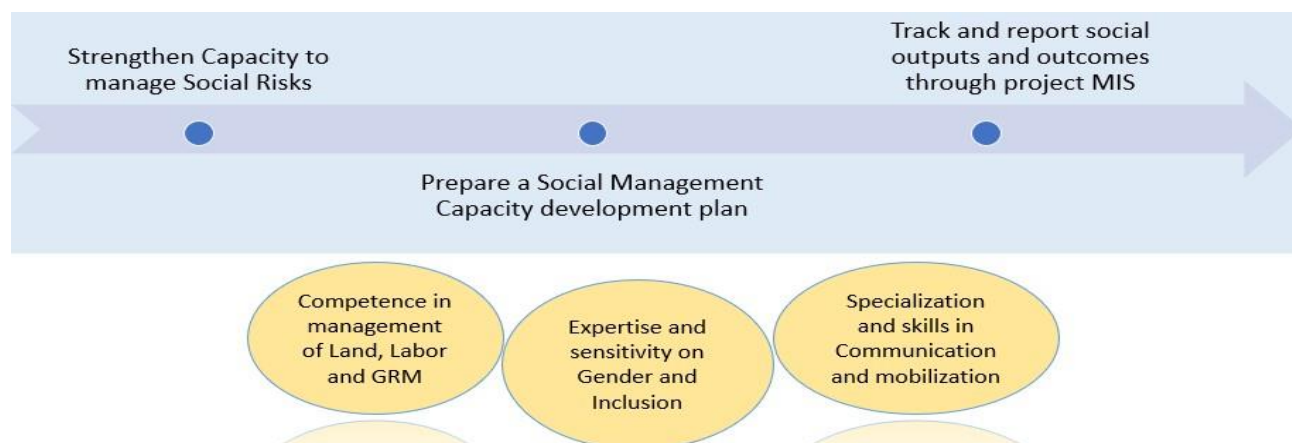 Strengthen Capacity to
manage Social Risks
Prepare a Social Management
Capacity development plan
Track and report social
outputs and outcomes
through project MIS
Competence in
management
of Land, Labor
and GRM
Expertise and
sensitivity on
Gender and
Inclusion
Specialization
and skills in
Communication
and mobilization